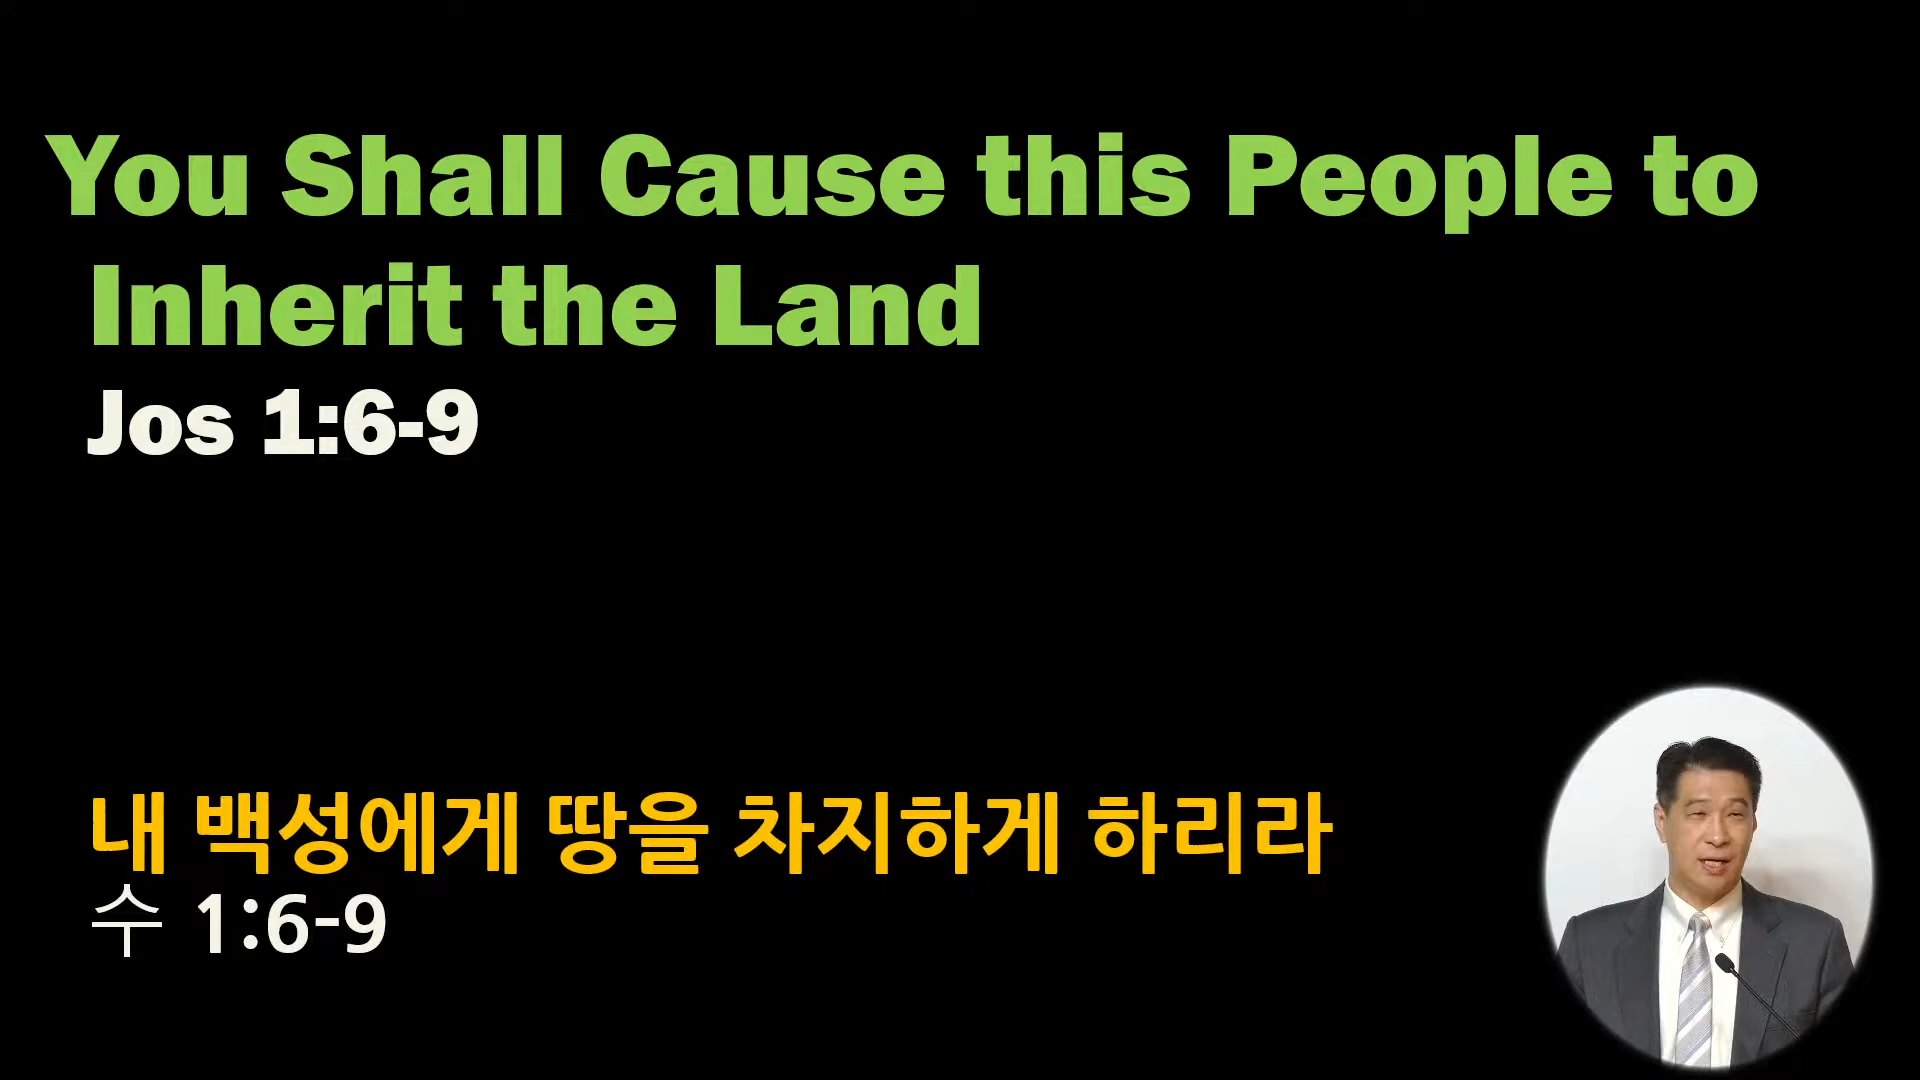 You Shall Cause this People to
Inherit the Land
Jos 1:6-9
내 백성에게 땅을 차지하게 하리라
수 1:6-9